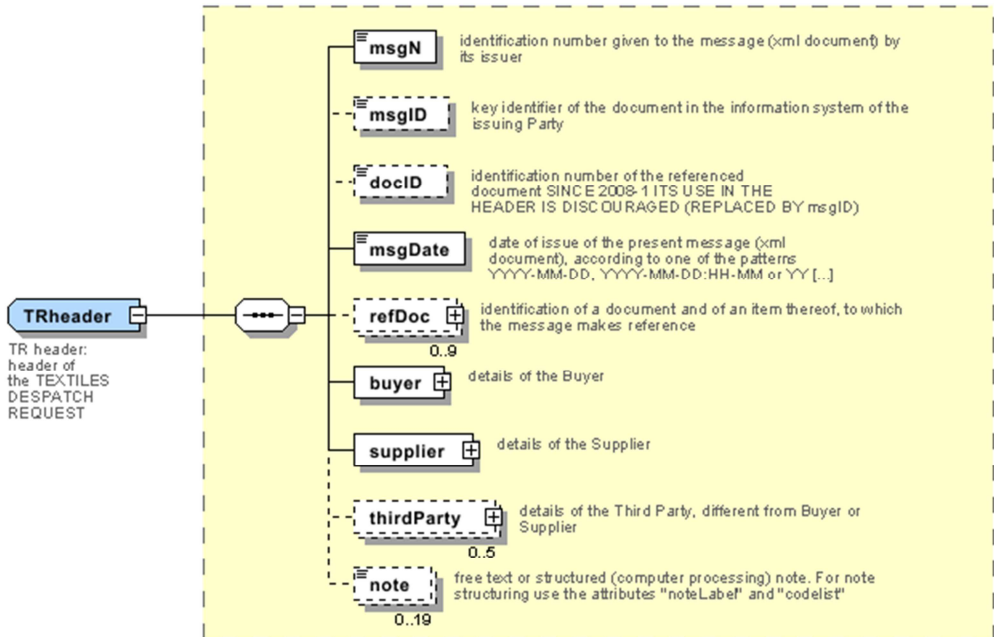 msgN
identification number given to the message (xml document) by
its issuer
msgID
key identifier of the document in the information system of the
issuing Party
docID
identification number of the referenced
document SINCE 2008-1 ITS USE IN THE
HEADER IS DISCOURAGED (REPLACED BY msgID)
msgDate
date of issue of the present message (xml
document), according to one of the patterns
YYYY-MM-DD, YYYY-MM-DD:HH-MM or YY [...]
TRheader
TR header:
header of
the TEXTILES
DESPATCH
REQUEST
refDoc
0..9
identification of a document and of an item thereof, to which
the message makes reference
buyer
details of the Buyer
supplier
details of the Supplier
thirdParty
0..5
details of the Third Party, different from Buyer or
Supplier
note
0..19
free text or structured (computer processing) note. For note
structuring use the attributes "noteLabel" and "codelist"